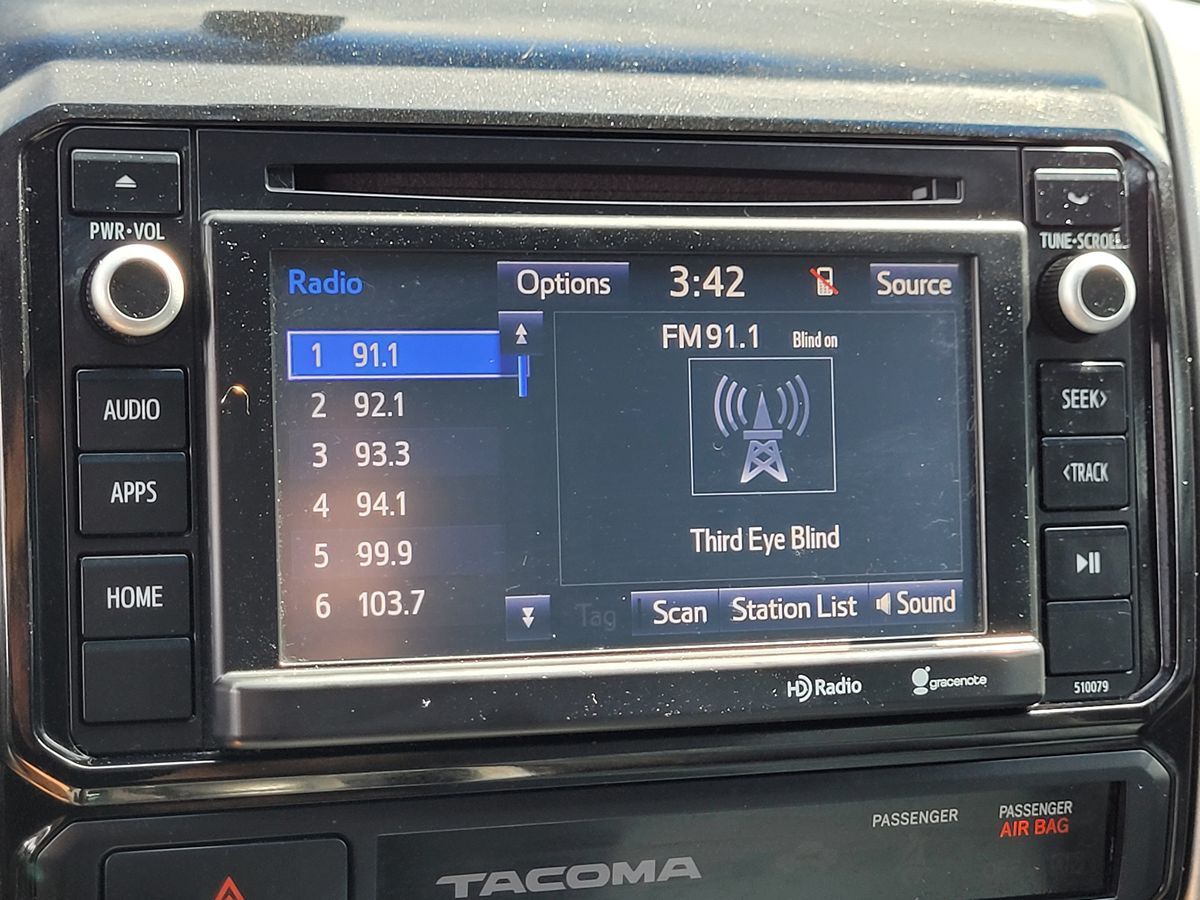 PWR•VOL
TUNE•SCROLL
Radio
Options
3:42
Source
FM91.1 Blind on
1 91.1
2 92.1
3 93.3
4 94.1
5 99.9
6 103.7
Third Eye Blind
Tag
Scan
Station List
Sound
AUDIO
APPS
HOME
SEEK>
<TRACK
HD Radio
gracenote
510079
PASSENGER
PASSENGER
AIR BAG
TACOMA